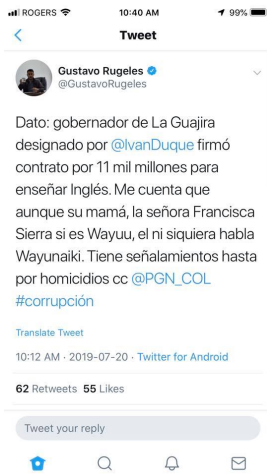 ROGERS 10:40 AM 99%
Tweet
Gustavo Rugeles
@GustavoRugeles
Dato: gobernador de La Guajira
designado por @IvanDuque firmó
contrato por 11 mil millones para
enseñar Inglés. Me cuenta que
aunque su mamá, la señora Francisca
Sierra si es Wayuu, el ni siquiera habla
Wayunaiki. Tiene señalamientos hasta
por homicidios cc @PGN_COL
#corrupción
Translate Tweet
10:12 AM · 2019-07-20 · Twitter for Android
62 Retweets 55 Likes
Tweet your reply